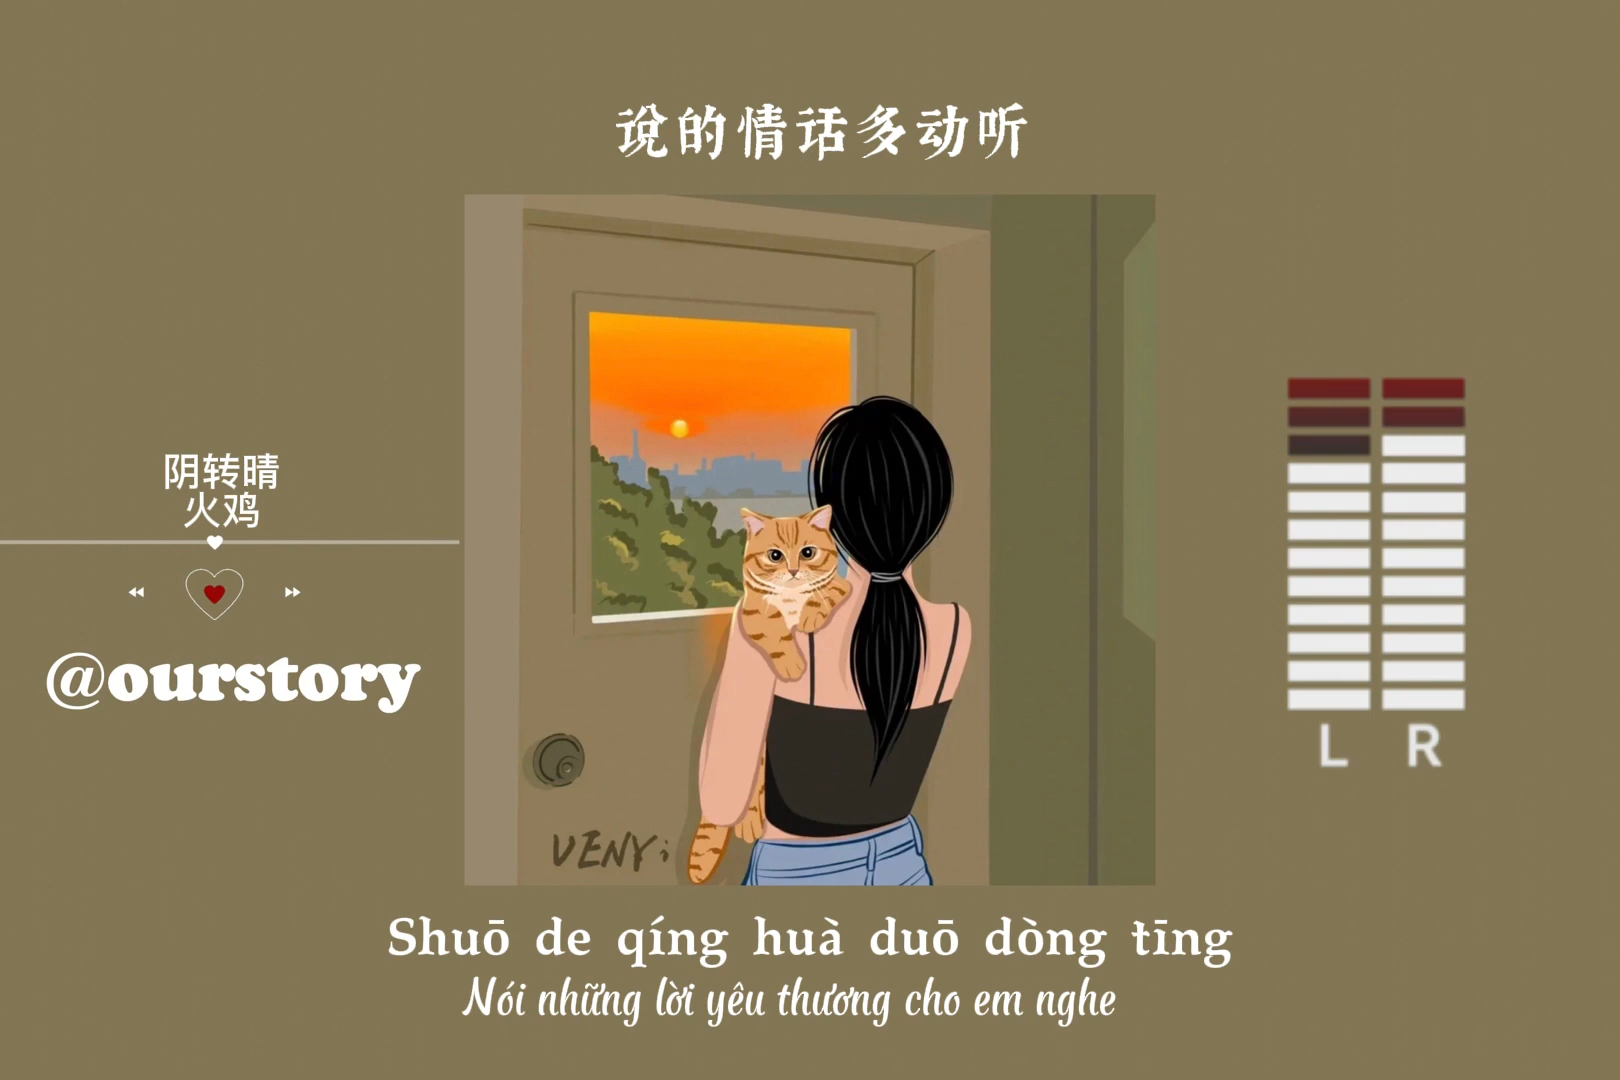 说的情话多动听
阴转晴
火鸡
@ourstory
VENYi
L R
Shuō de qíng huà duō dòng tīng
Nói những lời yêu thương cho em nghe